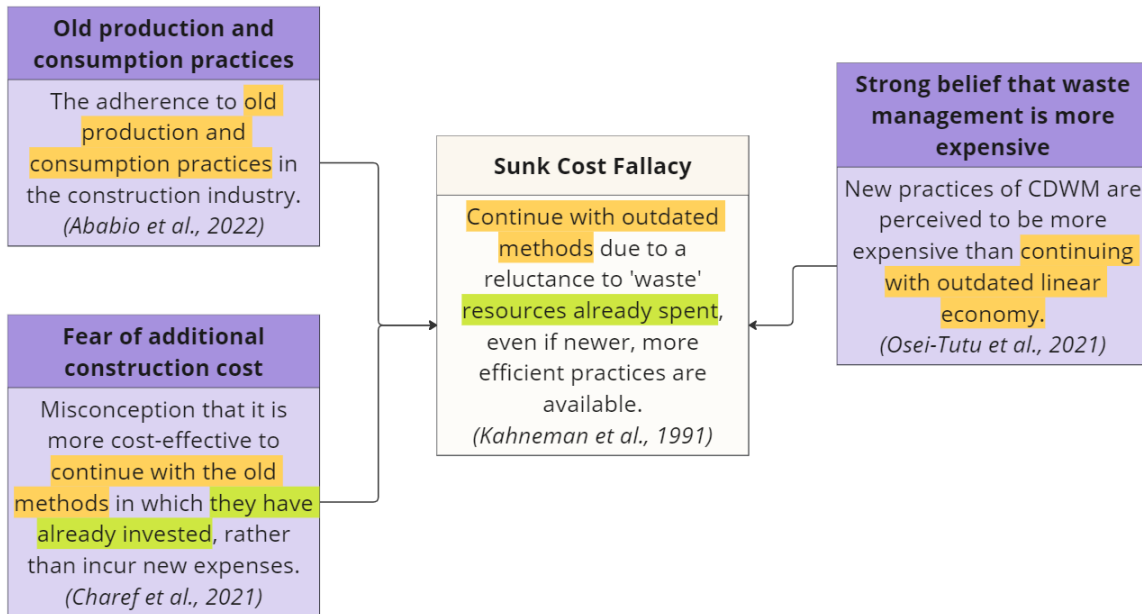 Old production and
consumption practices
The adherence to old
production and
consumption practices in
the construction industry.
(Ababio et al., 2022)
Fear of additional
construction cost
Misconception that it is
more cost-effective to
continue with the old
methods in which they have
already invested, rather
than incur new expenses.
(Charef et al., 2021)
Sunk Cost Fallacy
Continue with outdated
methods due to a
reluctance to 'waste'
resources already spent,
even if newer, more
efficient practices are
available.
(Kahneman et al., 1991)
Strong belief that waste
management is more
expensive
New practices of CDWM are
perceived to be more
expensive than continuing
with outdated linear
economy.
(Osei-Tutu et al., 2021)